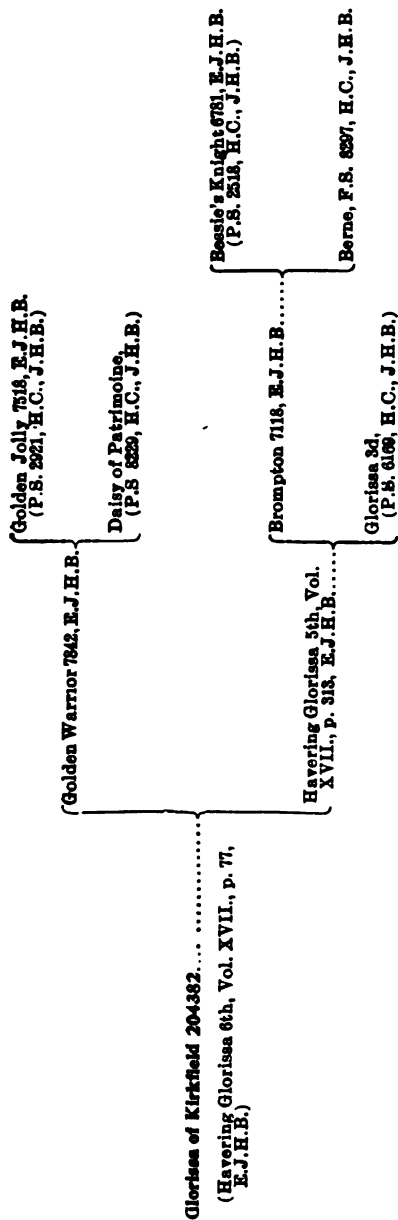 Glorissa of Kirkfield 204382.... ................
(Havering Glorissa 6th, Vol. XVII., p. 77,
E.J.H.B.)
Golden Warrior 7842, E.J.H.B.
Golden Jolly 7518, E.J.H.B.
(P.S. 2921, H.C., J.H.B.)
Daisy of Patrimoine,
(P.S 8229, H.C., J.H.B.)
Havering Glorissa 5th, Vol.
XVII., p. 313, E.J.H.B......
Brompton 7118, E.J.H.B.......
Bessie's Knight 6781, E.J.H.B.
(P.S. 2518, H.C., J.H.B.)
Berne, F.S. 8297, H.C., J.H.B.
Glorissa 3d,
(P.S. 6169, H.C., J.H.B.)